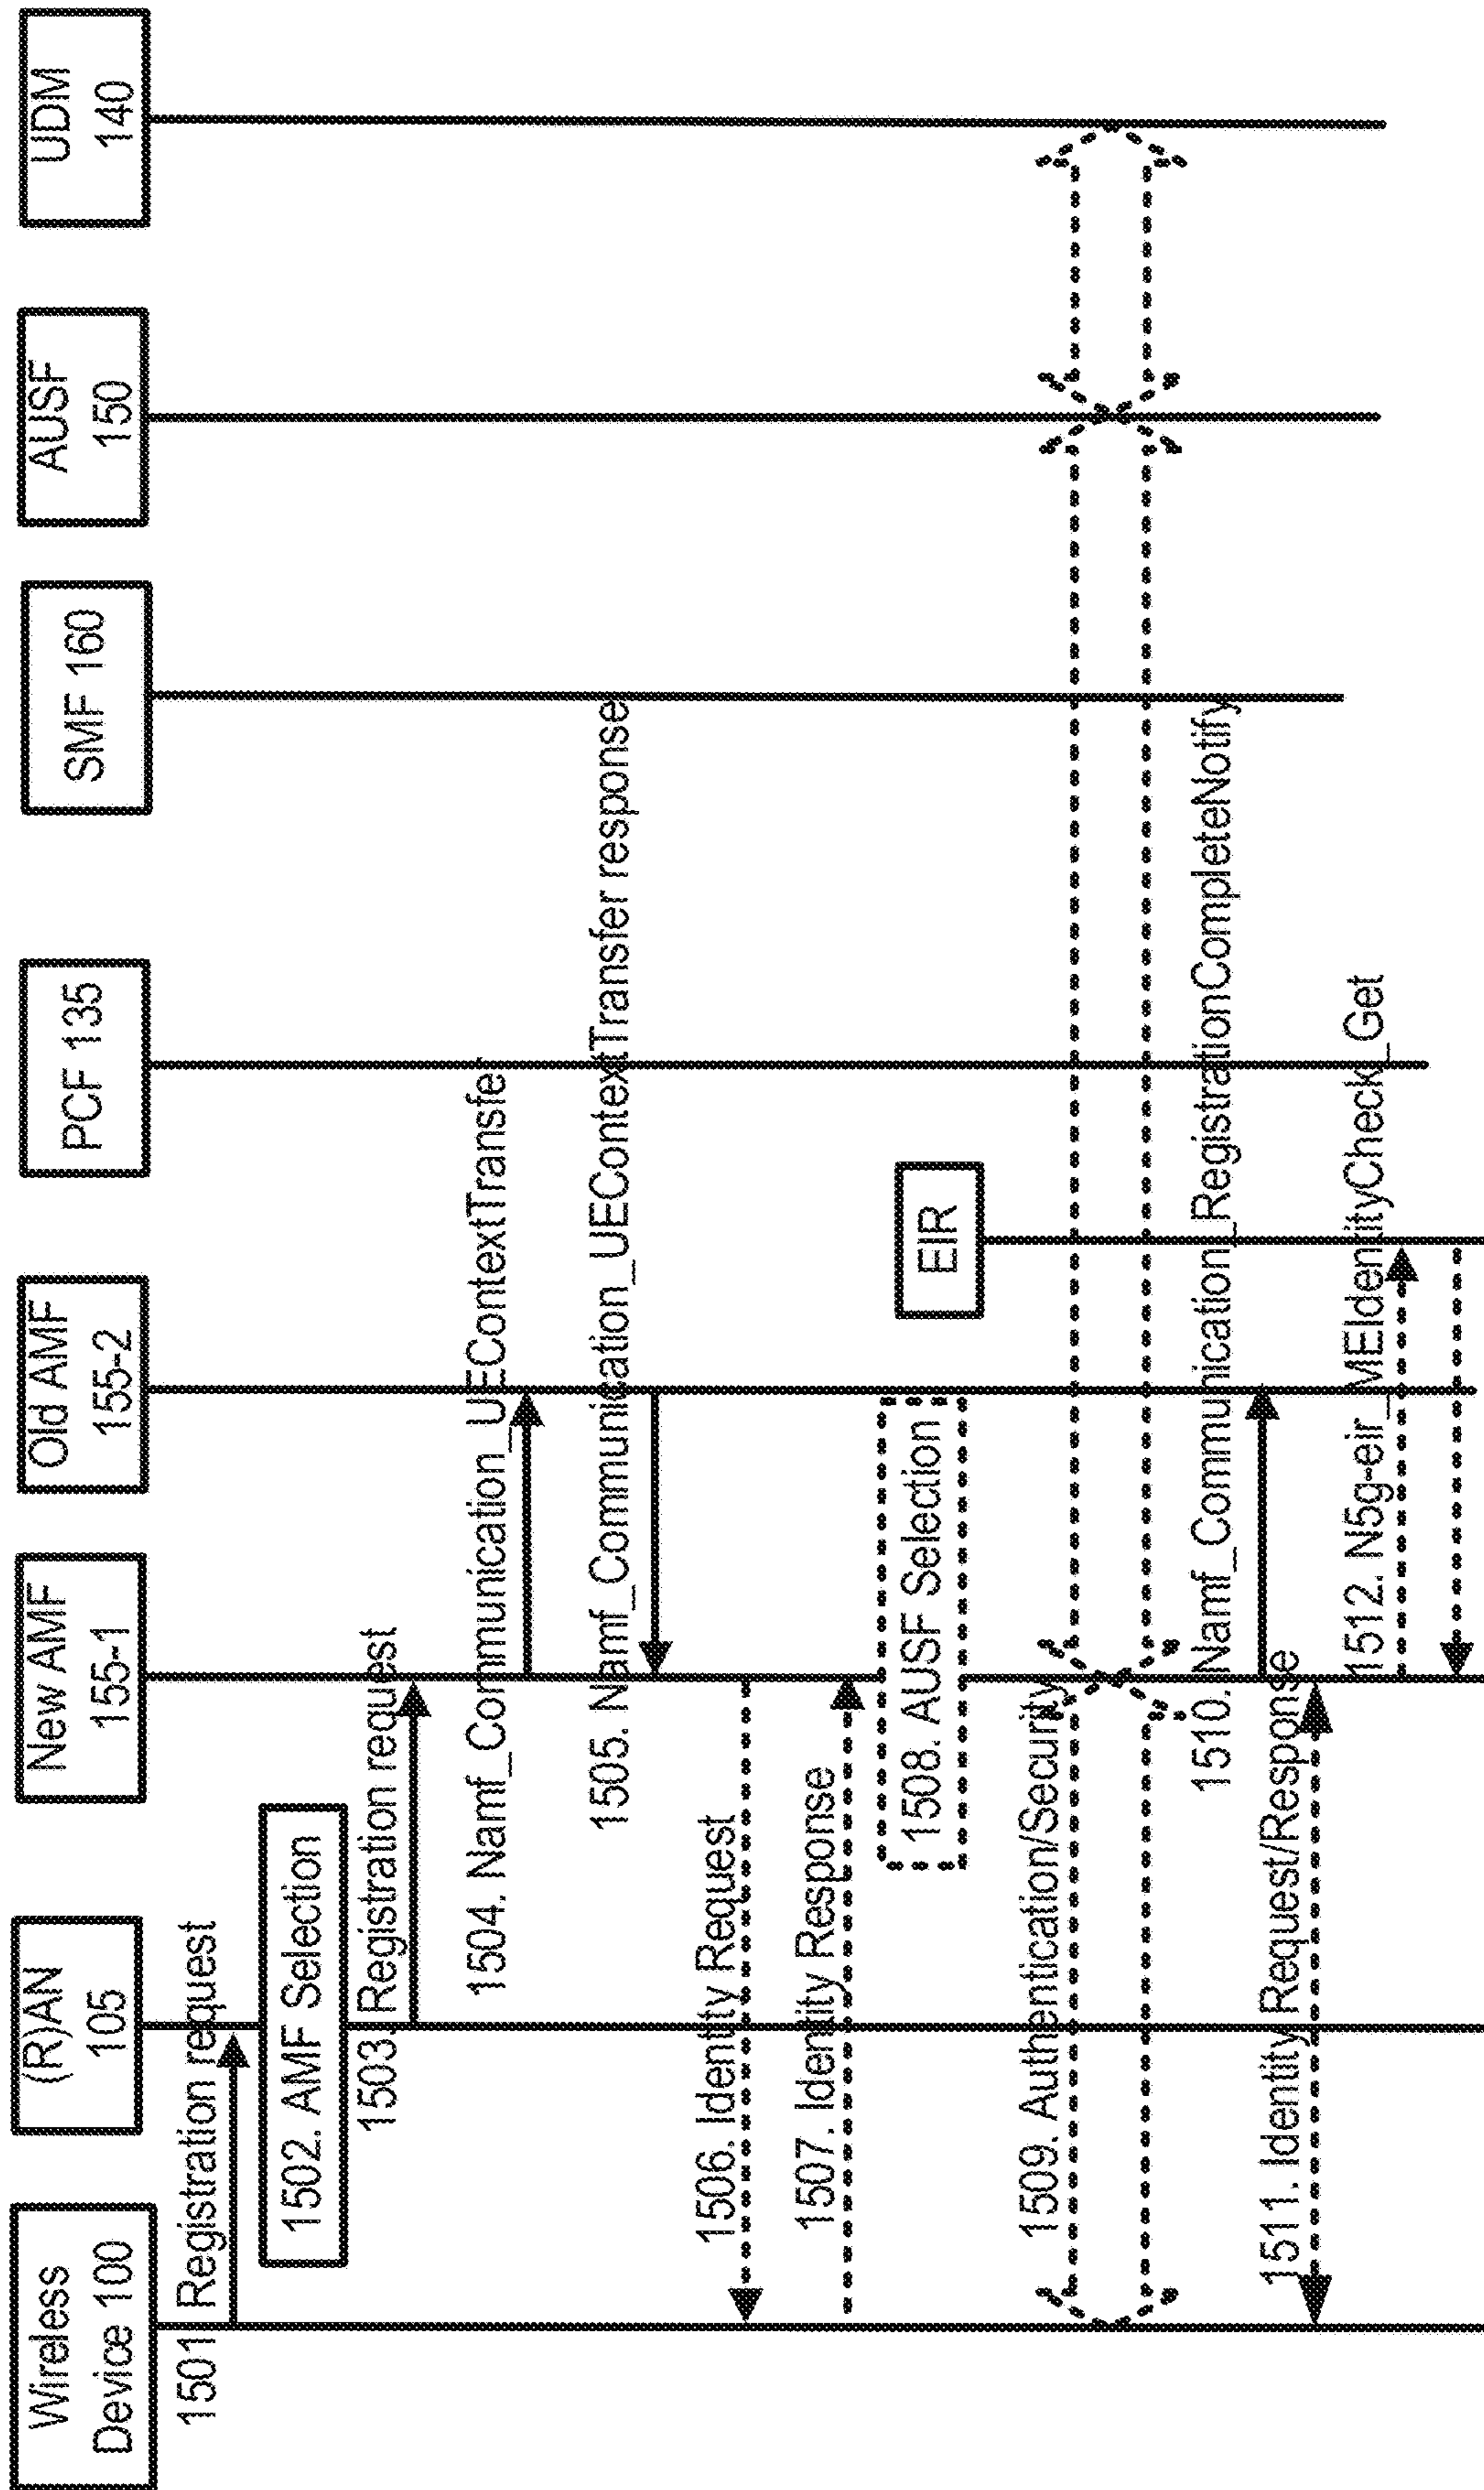 Wireless
Device 100
(R)AN
105
New AMF
155-1
Old AMF
155-2
PCF 135
SMF 160
AUSF
150
UDM
140
1501 Registration request
1502. AMF Selection
1503. Registration request
1504. Namf_Communication_UEContextTransfer
1505. Namf_Communication_UEContextTransfer response
1506. Identity Request
1507. Identity Response
1508. AUSF Selection
EIR
1509. Authentication/Security
1510. Namf_Communication_RegistrationCompleteNotify
1511. Identity Request/Response
1512. N5g-eir_MEIdentityCheck_Get